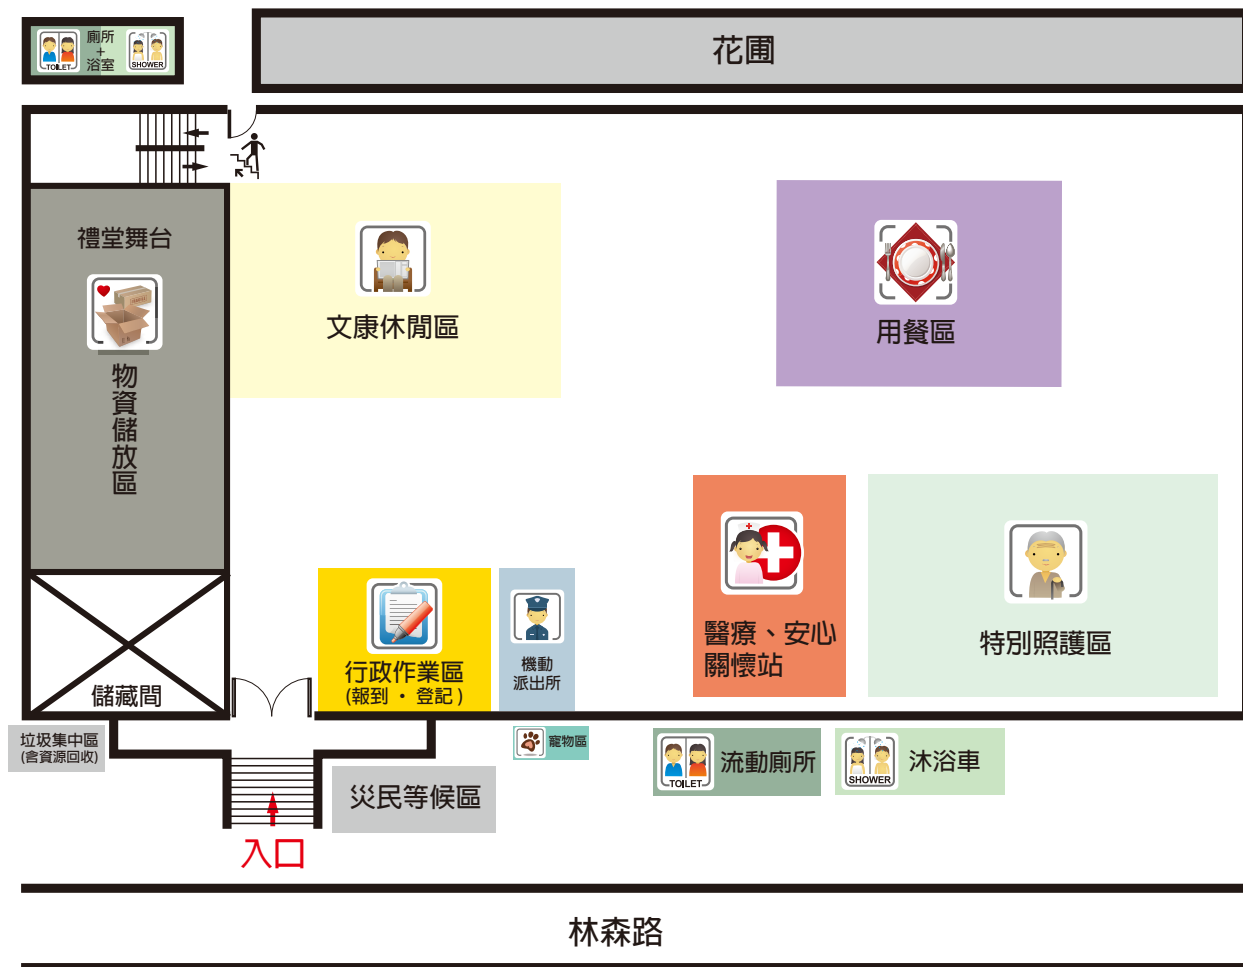 廁所
+
浴室
TOILET
SHOWER
花圃
禮堂舞台
物資儲放區
文康休閒區
用餐區
醫療、安心
關懷站
特別照護區
行政作業區
(報到 ・ 登記)
機動
派出所
儲藏間
垃圾集中區
(含資源回收)
寵物區
TOILET
流動廁所
SHOWER
沐浴車
災民等候區
入口
林森路